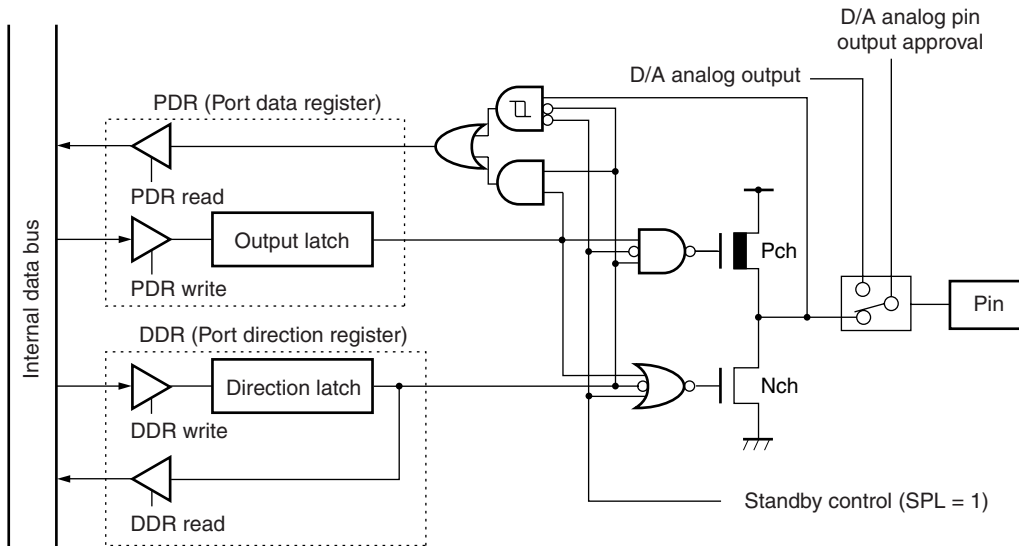 D/A analog pin
output approval
D/A analog output
PDR (Port data register)
PDR read
Output latch
PDR write
Internal data bus
Pch
Pin
DDR (Port direction register)
Direction latch
Nch
DDR write
DDR read
Standby control (SPL = 1)